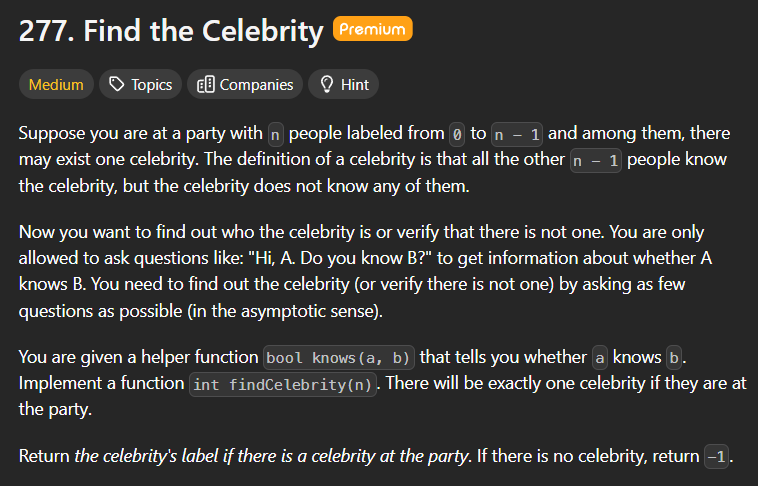 277. Find the Celebrity Premium
Medium Topics Companies Hint
Suppose you are at a party with n people labeled from 0 to n - 1 and among them, there
may exist one celebrity. The definition of a celebrity is that all the other n - 1 people know
the celebrity, but the celebrity does not know any of them.
Now you want to find out who the celebrity is or verify that there is not one. You are only
allowed to ask questions like: "Hi, A. Do you know B?" to get information about whether A
knows B. You need to find out the celebrity (or verify there is not one) by asking as few
questions as possible (in the asymptotic sense).
You are given a helper function bool knows(a, b) that tells you whether a knows b.
Implement a function int findCelebrity(n). There will be exactly one celebrity if they are at
the party.
Return the celebrity's label if there is a celebrity at the party. If there is no celebrity, return -1.